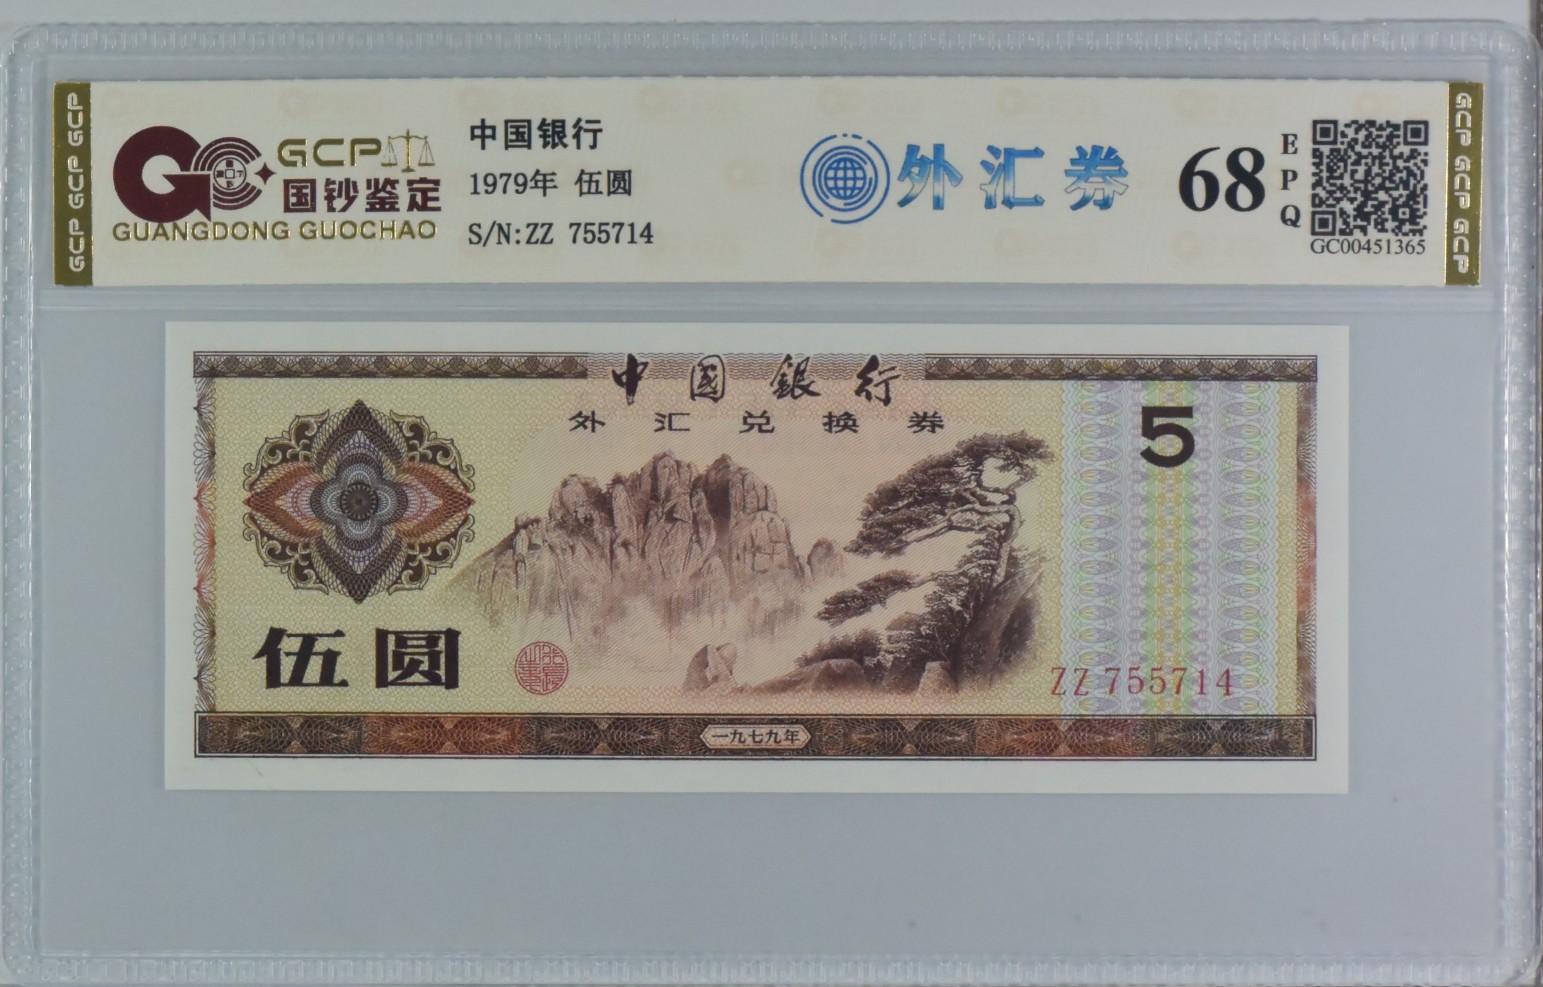 GCP GCP GCP
GCP
国钞鉴定
GUANGDONG GUOCHAO
中国银行
1979年 伍圆
S/N:ZZ 755714
外汇券
68
EPQ
GC00451365
GCP GCP GCP
中國銀行
外汇兑换券
5
伍圆
ZZ 755714
一九七九年